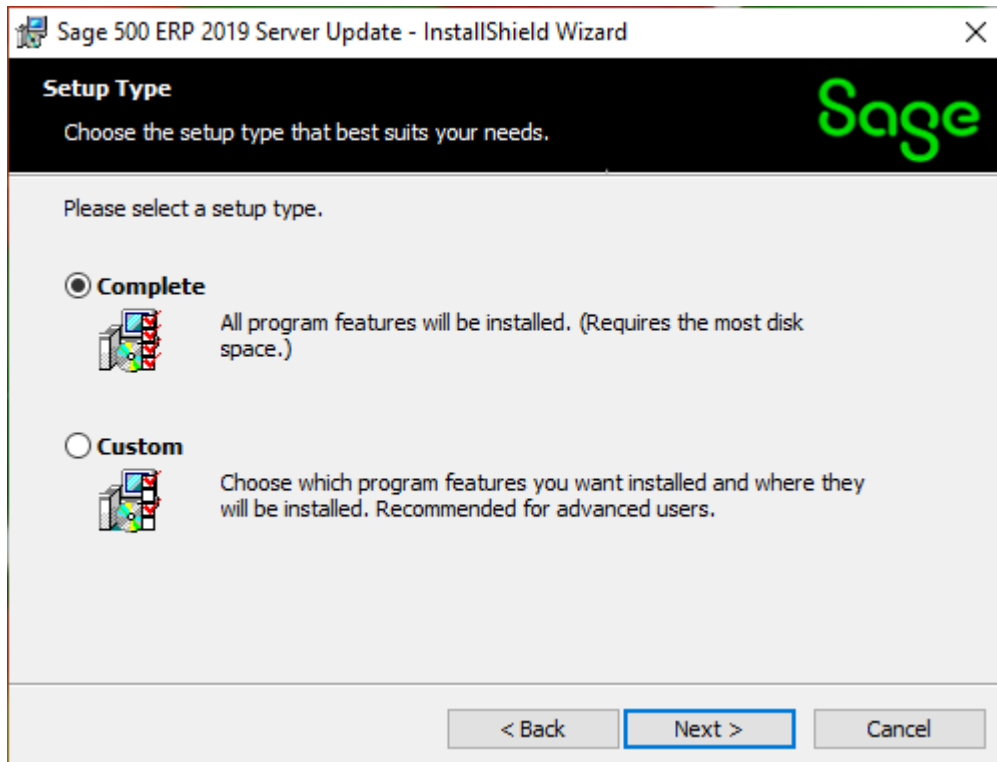 Sage 500 ERP 2019 Server Update - InstallShield Wizard
Setup Type
Choose the setup type that best suits your needs.
Sage
Please select a setup type.
Complete
All program features will be installed. (Requires the most disk
space.)
Custom
Choose which program features you want installed and where they
will be installed. Recommended for advanced users.
< Back
Next >
Cancel